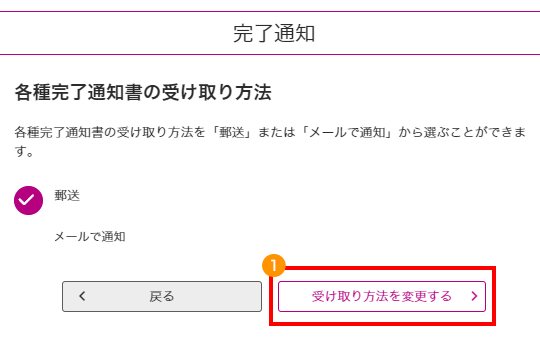 完了通知
各種完了通知書の受け取り方法
各種完了通知書の受け取り方法を「郵送」または「メールで通知」から選ぶことができま
す。
郵送
メールで通知
1
戻る
受け取り方法を変更する